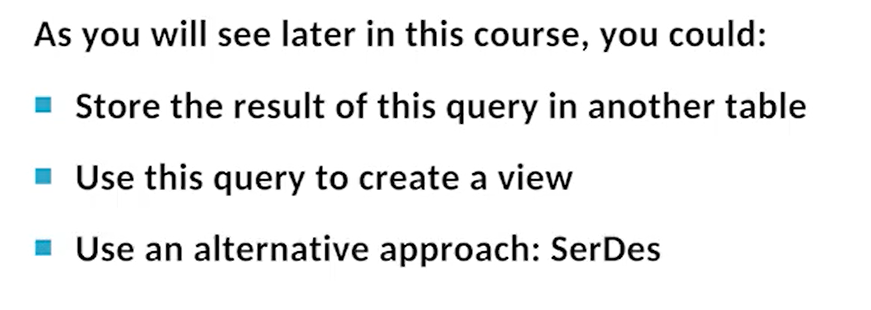 As you will see later in this course, you could:
Store the result of this query in another table
Use this query to create a view
Use an alternative approach: SerDes